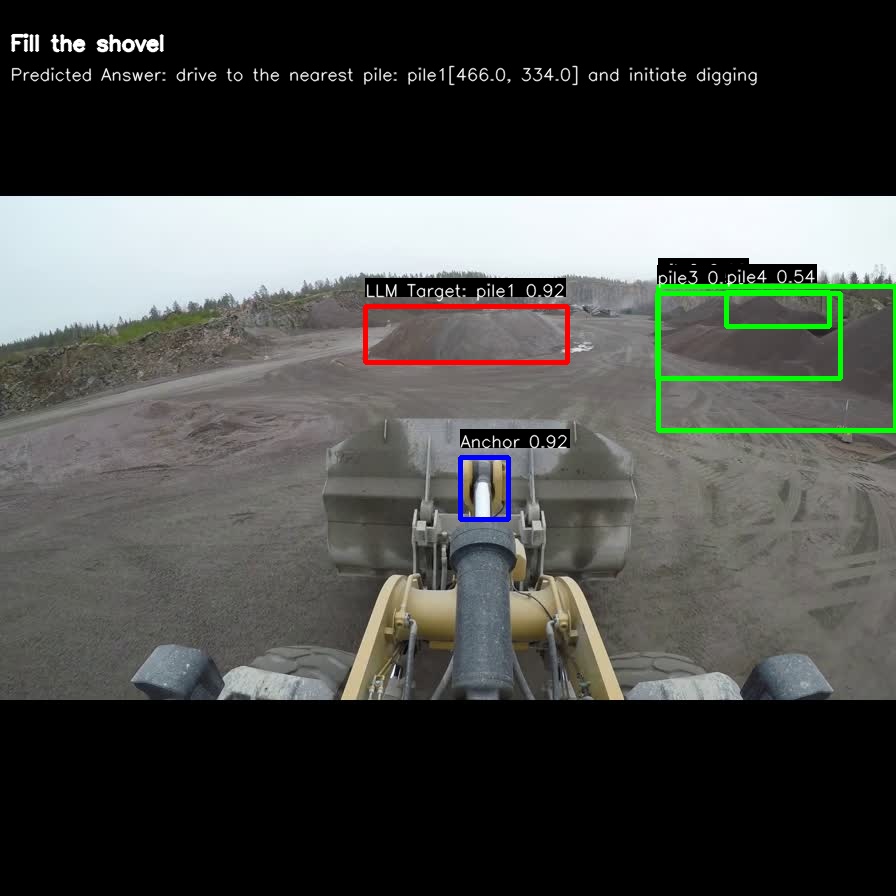 Fill the shovel
Predicted Answer: drive to the nearest pile: pile1[466.0, 334.0] and initiate digging
LLM Target: pile1 0.92
pile3 0.
pile4 0.54
Anchor 0.92